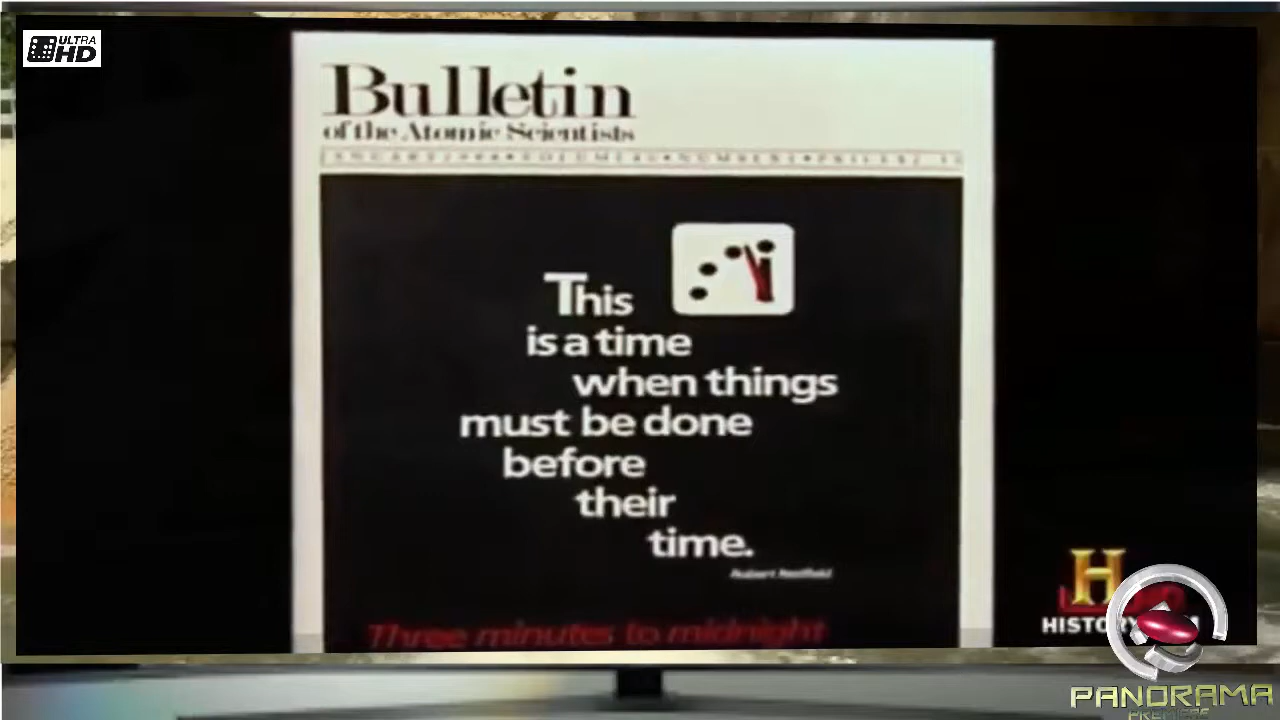 ULTRA
HD
Bulletin
of the Atomic Scientists
This
is a time
when things
must be done
before
their
time.
Three minutes to midnight
H
PANORAMA
PREMIERE